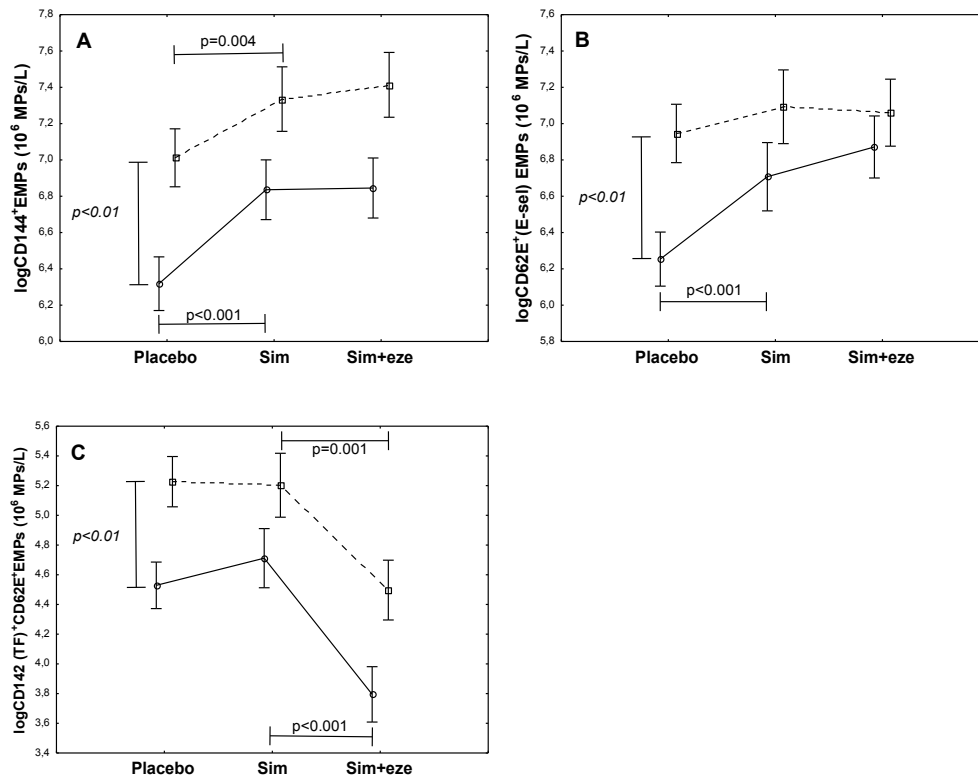 A
p=0.004
logCD144⁺EMPs (10⁶ MPs/L)
7,8
7,6
7,4
7,2
7,0
6,8
6,6
6,4
6,2
6,0
p<0.01
p<0.001
Placebo Sim Sim+eze
B
logCD62E⁺(E-sel) EMPs (10⁶ MPs/L)
7,6
7,4
7,2
7,0
6,8
6,6
6,4
6,2
6,0
5,8
p<0.01
p<0.001
Placebo Sim Sim+eze
C
p=0.001
logCD142 (TF)⁺CD62E⁺EMPs (10⁶ MPs/L)
5,6
5,4
5,2
5,0
4,8
4,6
4,4
4,2
4,0
3,8
3,6
3,4
p<0.01
p<0.001
Placebo Sim Sim+eze